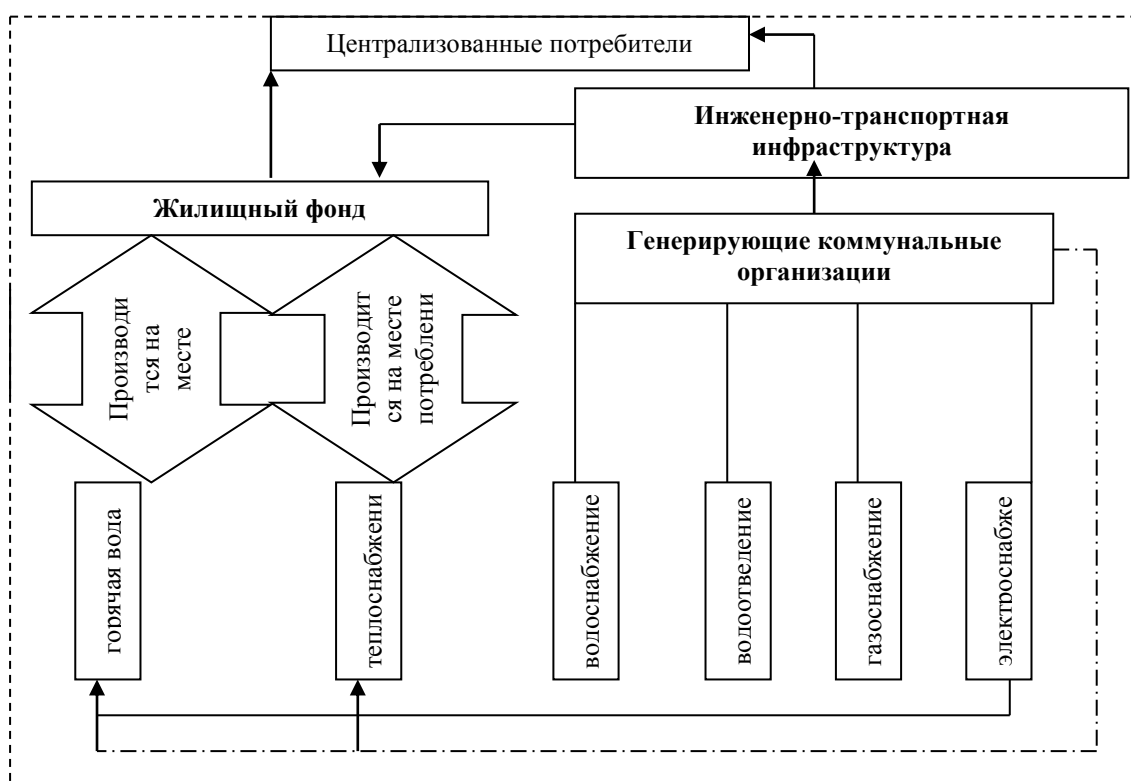 Централизованные потребители
Инженерно-транспортная
инфраструктура
Жилищный фонд
Генерирующие коммунальные
организации
Производи
тся на
месте
Производит
ся на месте
потреблени
горячая вода
теплоснабжени
водоснабжение
водоотведение
газоснабжение
электроснабже